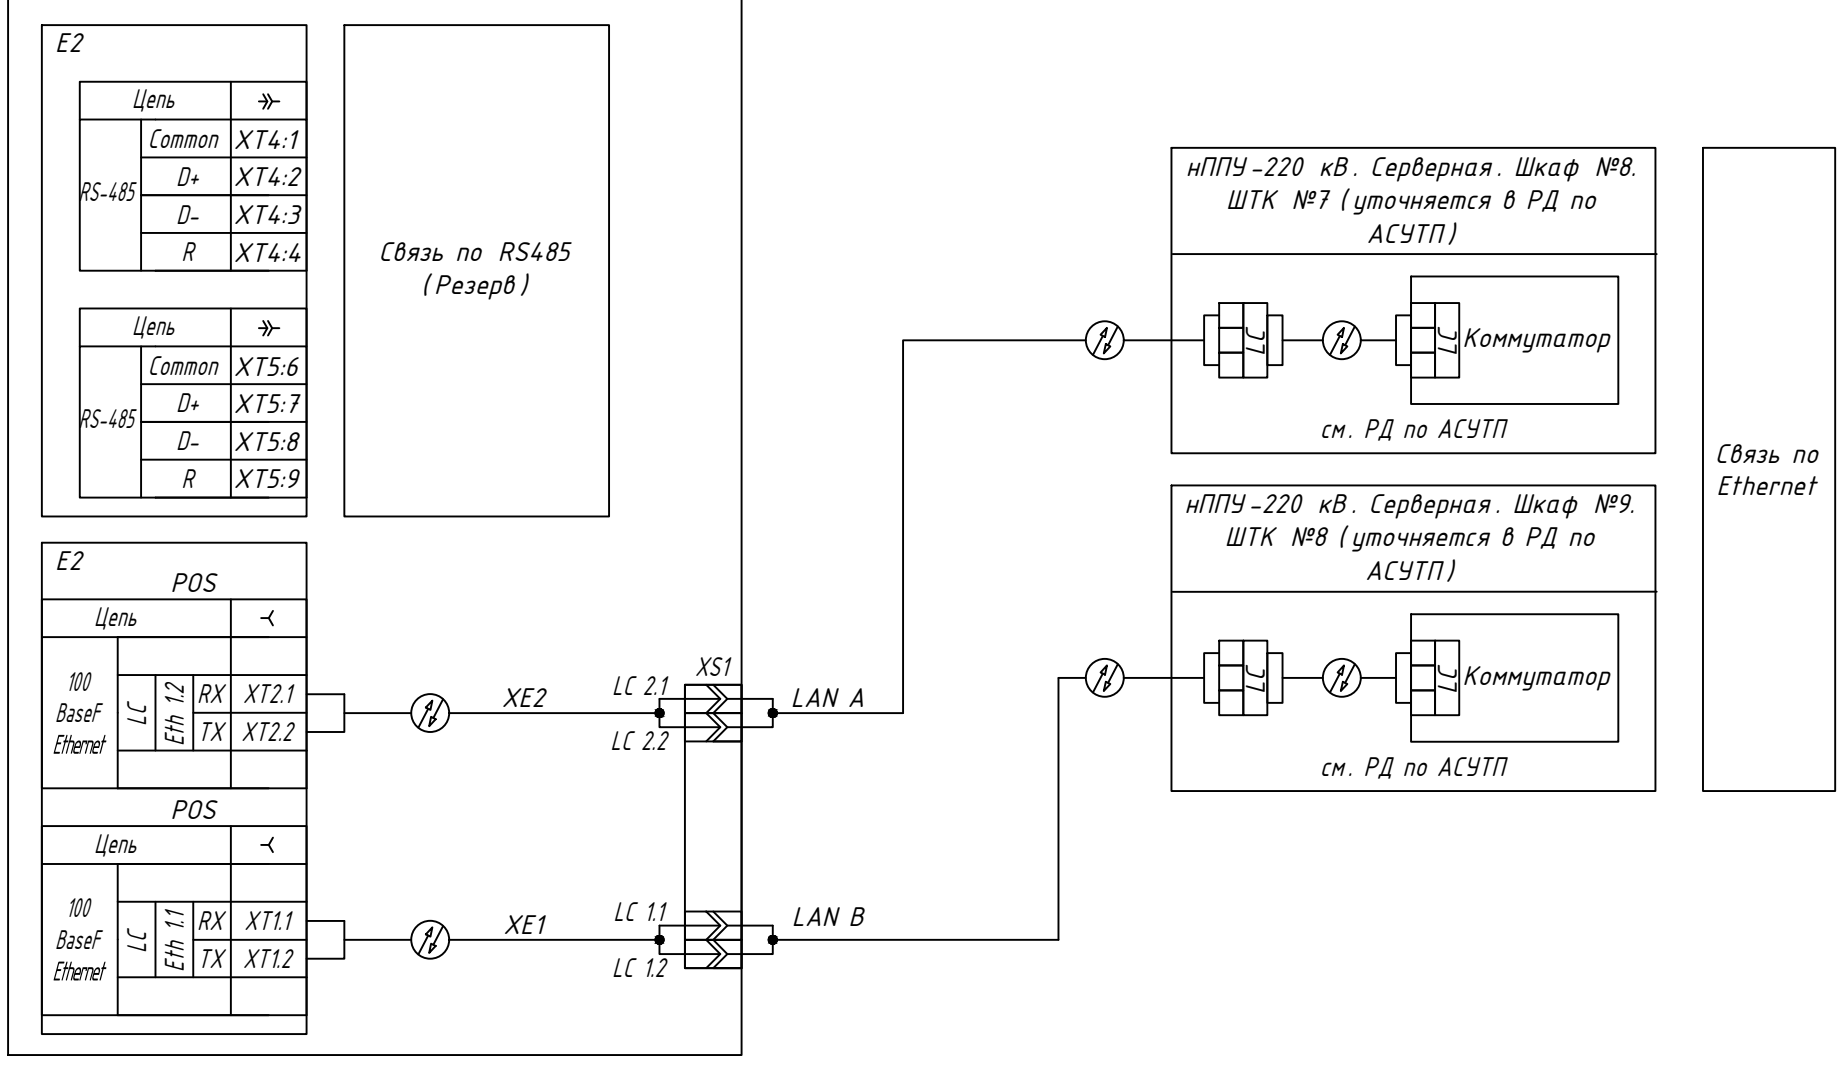 E2
Цепь
RS-485
Common XT4:1
D+ XT4:2
D- XT4:3
R XT4:4
Цепь
RS-485
Common XT5:6
D+ XT5:7
D- XT5:8
R XT5:9
Связь по RS485
(Резерв)
E2
POS
Цепь
100
BaseF
Ethernet
LC
Eth 1.2
RX XT2.1
TX XT2.2
POS
Цепь
100
BaseF
Ethernet
LC
Eth 1.1
RX XT1.1
TX XT1.2
XE2
LC 2.1
LC 2.2
XS1
LAN A
XE1
LC 1.1
LC 1.2
LAN B
нППУ-220 кВ. Серверная. Шкаф №8.
ШТК №7 (уточняется в РД по
АСУТП)
LC
LC
Коммутатор
см. РД по АСУТП
нППУ-220 кВ. Серверная. Шкаф №9.
ШТК №8 (уточняется в РД по
АСУТП)
LC
LC
Коммутатор
см. РД по АСУТП
Связь по
Ethernet